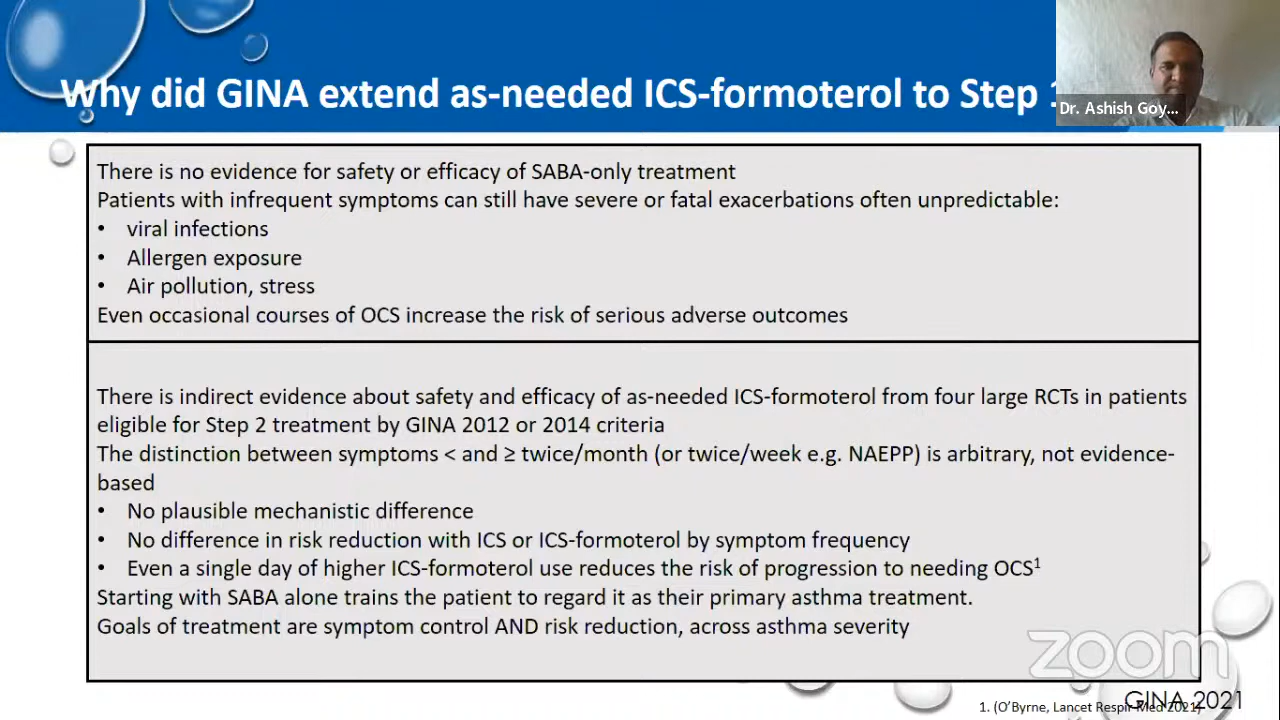 Why did GINA extend as-needed ICS-formoterol to Step 1
Dr. Ashish Goy...
There is no evidence for safety or efficacy of SABA-only treatment
Patients with infrequent symptoms can still have severe or fatal exacerbations often unpredictable:
• viral infections
• Allergen exposure
• Air pollution, stress
Even occasional courses of OCS increase the risk of serious adverse outcomes
There is indirect evidence about safety and efficacy of as-needed ICS-formoterol from four large RCTs in patients
eligible for Step 2 treatment by GINA 2012 or 2014 criteria
The distinction between symptoms < and ≥ twice/month (or twice/week e.g. NAEPP) is arbitrary, not evidence-
based
• No plausible mechanistic difference
• No difference in risk reduction with ICS or ICS-formoterol by symptom frequency
• Even a single day of higher ICS-formoterol use reduces the risk of progression to needing OCS¹
Starting with SABA alone trains the patient to regard it as their primary asthma treatment.
Goals of treatment are symptom control AND risk reduction, across asthma severity
zoom
1. (O'Byrne, Lancet Respir Med 2021)
GINA 2021